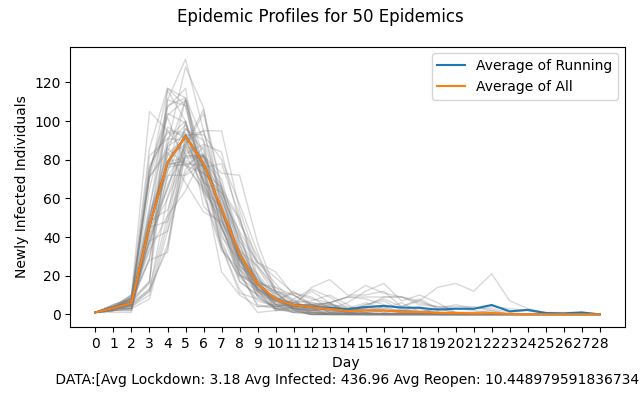 Epidemic Profiles for 50 Epidemics
Average of Running
Average of All
120
100
80
60
40
20
0
Newly Infected Individuals
0 1 2 3 4 5 6 7 8 9 10 11 12 13 14 15 16 17 18 19 20 21 22 23 24 25 26 27 28
Day
DATA:[Avg Lockdown: 3.18 Avg Infected: 436.96 Avg Reopen: 10.448979591836734